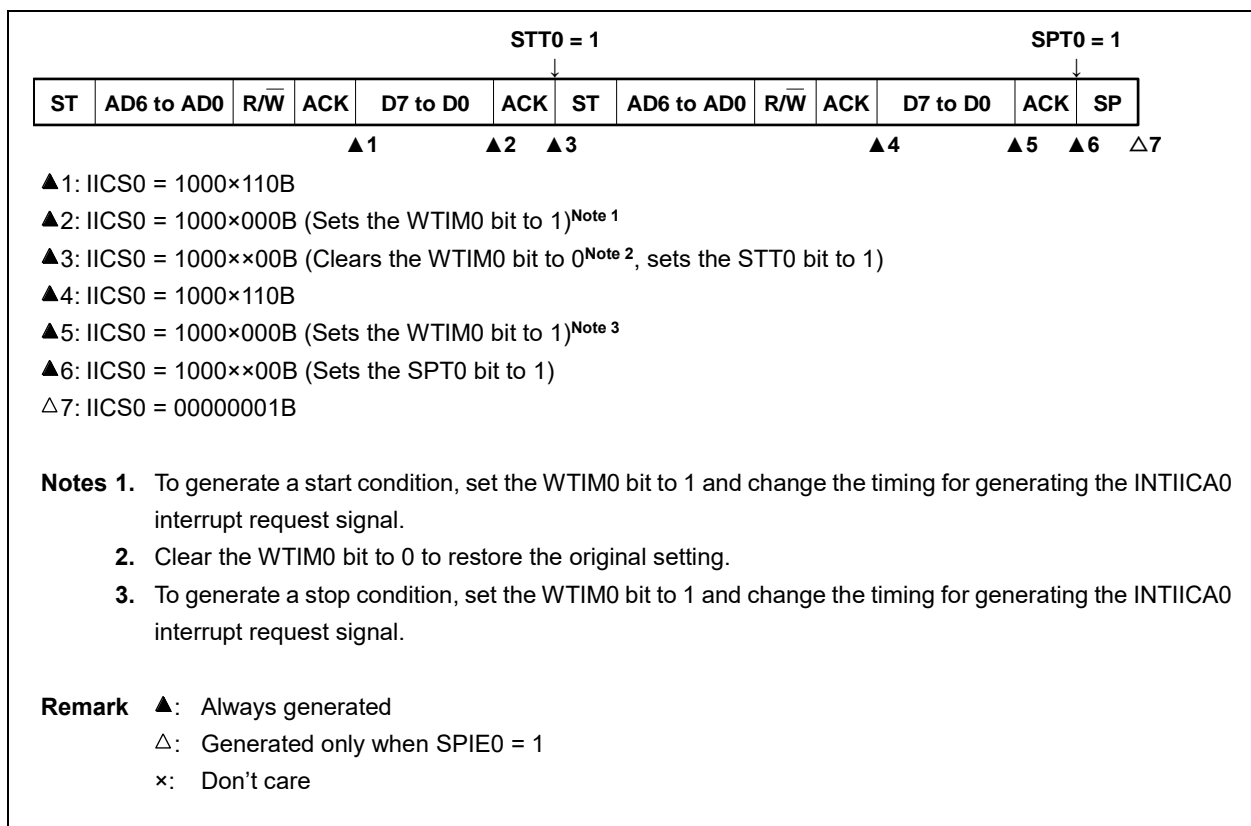 STT0 = 1 SPT0 = 1
↓ ↓
ST AD6 to AD0 R/W̅ ACK D7 to D0 ACK ST AD6 to AD0 R/W̅ ACK D7 to D0 ACK SP
▲1 ▲2 ▲3 ▲4 ▲5 ▲6 △7
▲1: IICS0 = 1000×110B
▲2: IICS0 = 1000×000B (Sets the WTIM0 bit to 1)Note 1
▲3: IICS0 = 1000××00B (Clears the WTIM0 bit to 0Note 2, sets the STT0 bit to 1)
▲4: IICS0 = 1000×110B
▲5: IICS0 = 1000×000B (Sets the WTIM0 bit to 1)Note 3
▲6: IICS0 = 1000××00B (Sets the SPT0 bit to 1)
△7: IICS0 = 00000001B
Notes 1. To generate a start condition, set the WTIM0 bit to 1 and change the timing for generating the INTIICA0
interrupt request signal.
2. Clear the WTIM0 bit to 0 to restore the original setting.
3. To generate a stop condition, set the WTIM0 bit to 1 and change the timing for generating the INTIICA0
interrupt request signal.
Remark ▲: Always generated
△: Generated only when SPIE0 = 1
×: Don't care